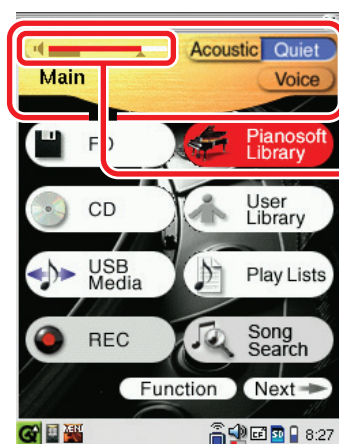 Acoustic Quiet
Main
Voice
FD
Pianosoft
Library
CD
User
Library
USB
Media
Play Lists
REC
Song
Search
Function
Next
MENU
8:27